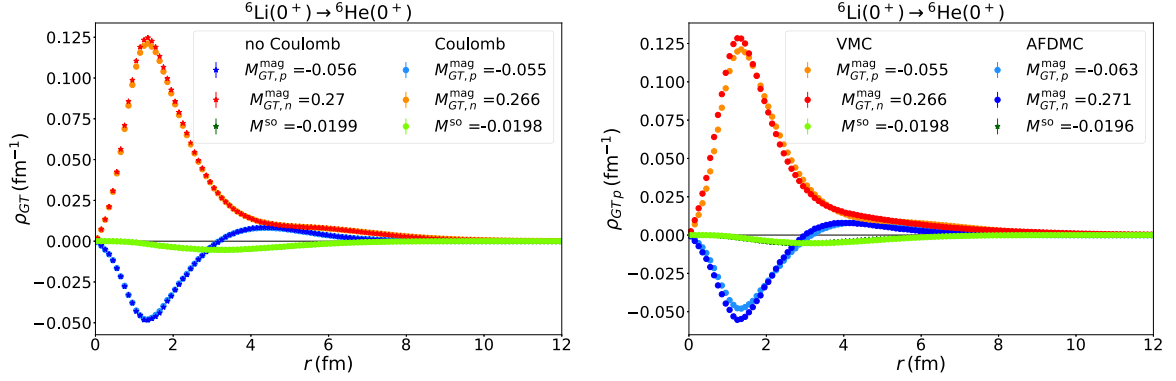 ⁶Li(0⁺)→⁶He(0⁺)
no Coulomb Coulomb
M^mag_GT,p=-0.056 M^mag_GT,p=-0.055
M^mag_GT,n=0.27 M^mag_GT,n=0.266
M^so=-0.0199 M^so=-0.0198
ρ_GT (fm⁻¹)
0.125
0.100
0.075
0.050
0.025
0.000
−0.025
−0.050
0 2 4 6 8 10 12
r (fm)
⁶Li(0⁺)→⁶He(0⁺)
VMC AFDMC
M^mag_GT,p=-0.055 M^mag_GT,p=-0.063
M^mag_GT,n=0.266 M^mag_GT,n=0.271
M^so=-0.0198 M^so=-0.0196
ρ_GT p (fm⁻¹)
0.125
0.100
0.075
0.050
0.025
0.000
−0.025
−0.050
0 2 4 6 8 10 12
r (fm)